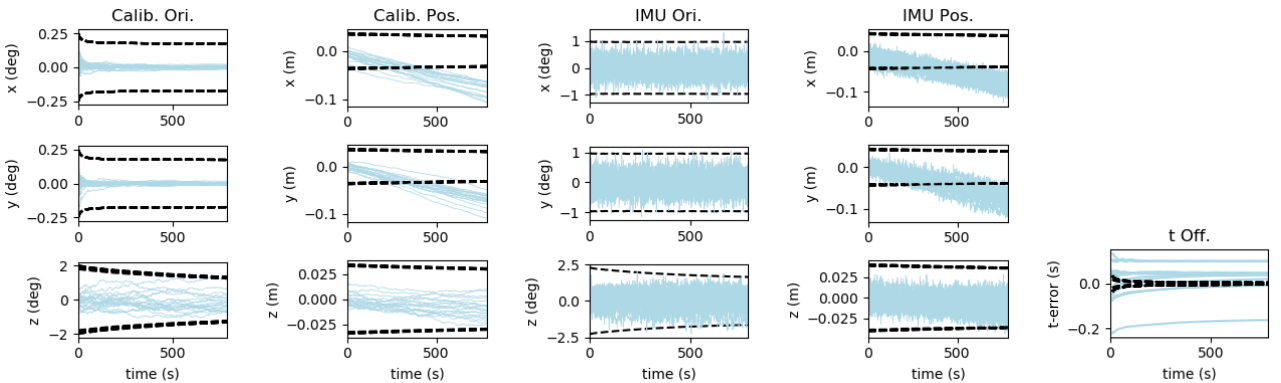 Calib. Ori.
Calib. Pos.
IMU Ori.
IMU Pos.
x (deg)
0.25
0.00
−0.25
0
500
x (m)
0.0
−0.1
0
500
x (deg)
1
0
−1
0
500
x (m)
0.0
−0.1
0
500
y (deg)
0.25
0.00
−0.25
0
500
y (m)
0.0
−0.1
0
500
y (deg)
1
0
−1
0
500
y (m)
0.0
−0.1
0
500
z (deg)
2
0
−2
0
500
time (s)
z (m)
0.025
0.000
−0.025
0
500
time (s)
z (deg)
2.5
0.0
−2.5
0
500
time (s)
z (m)
0.025
0.000
−0.025
0
500
time (s)
t Off.
t-error (s)
0.0
−0.2
0
500
time (s)